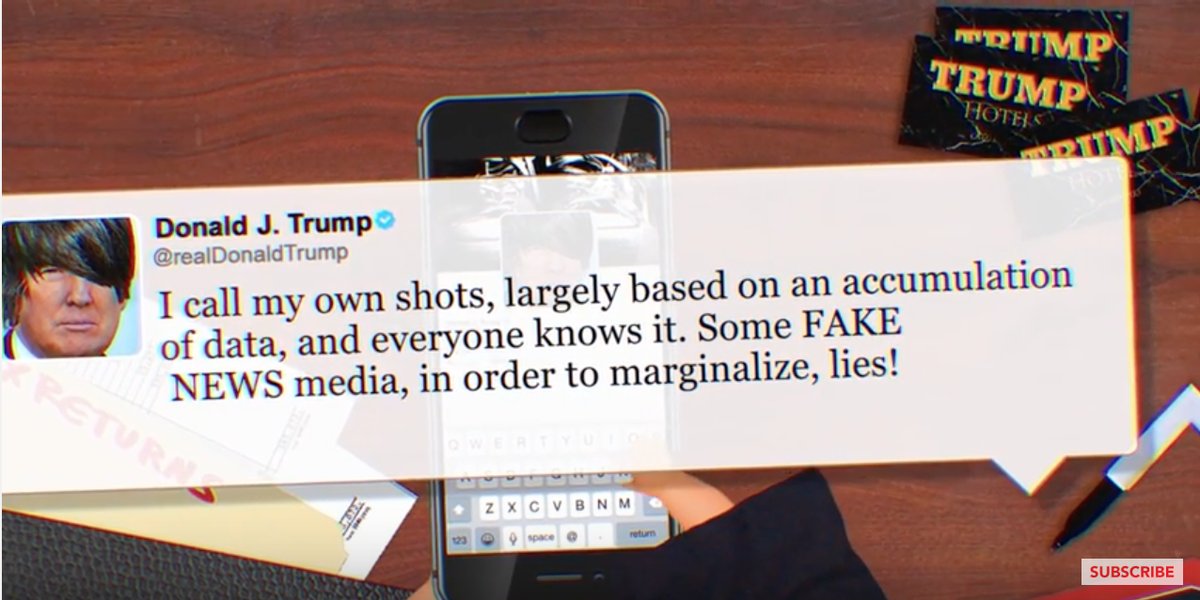 TRUMP
TRUMP
HOTELS
TRUMP
Donald J. Trump
@realDonaldTrump
I call my own shots, largely based on an accumulation
of data, and everyone knows it. Some FAKE
NEWS media, in order to marginalize, lies!
X RETURNS
Q W E R T Y U I O
Z X C V B N M
123 space @ . return
SUBSCRIBE